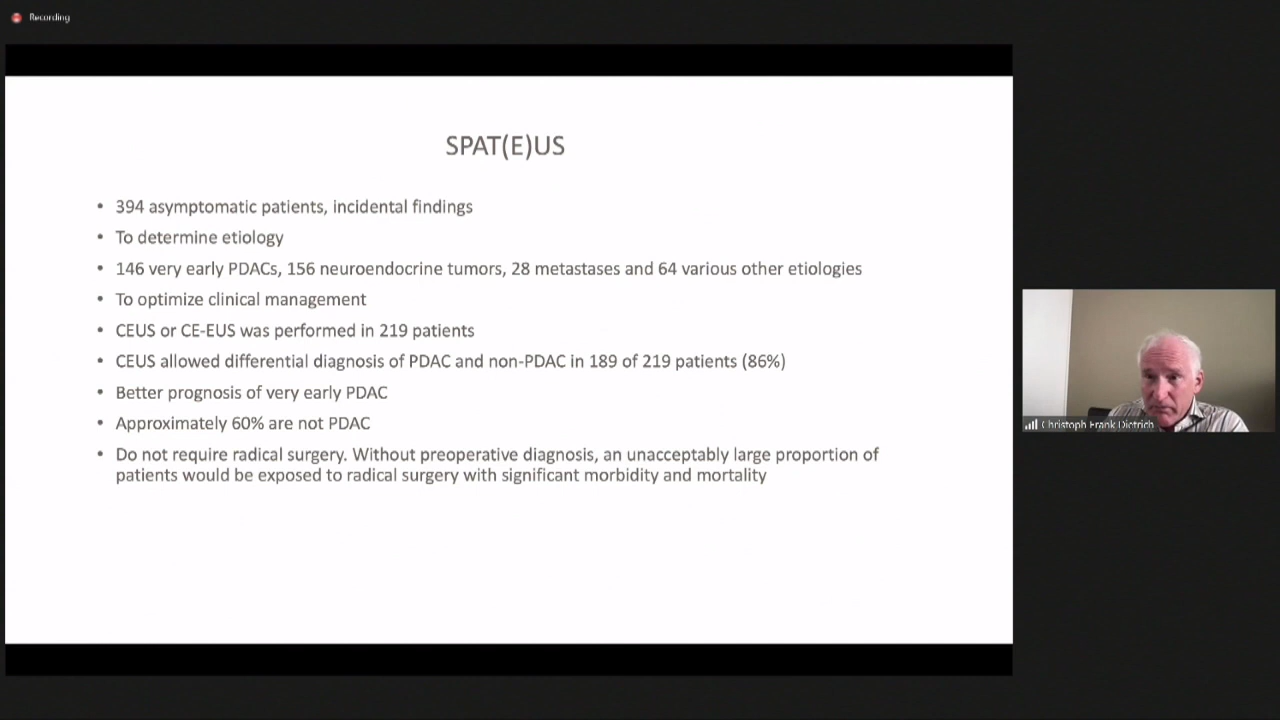 Recording
SPAT(E)US
• 394 asymptomatic patients, incidental findings
• To determine etiology
• 146 very early PDACs, 156 neuroendocrine tumors, 28 metastases and 64 various other etiologies
• To optimize clinical management
• CEUS or CE-EUS was performed in 219 patients
• CEUS allowed differential diagnosis of PDAC and non-PDAC in 189 of 219 patients (86%)
• Better prognosis of very early PDAC
• Approximately 60% are not PDAC
• Do not require radical surgery. Without preoperative diagnosis, an unacceptably large proportion of
patients would be exposed to radical surgery with significant morbidity and mortality
Christoph Frank Dietrich